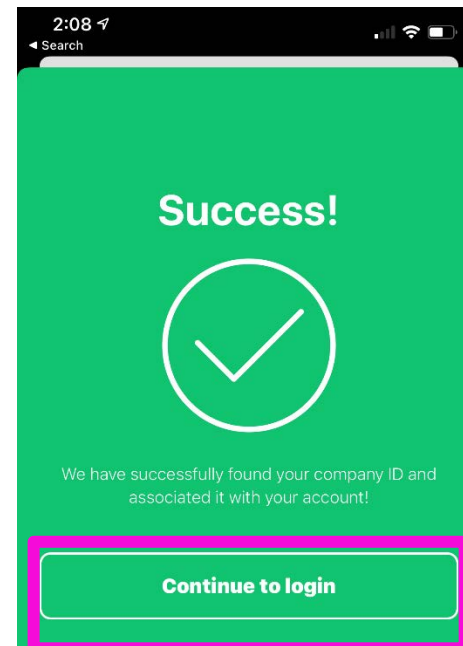 2:08
Search
Success!
We have successfully found your company ID and
associated it with your account!
Continue to login